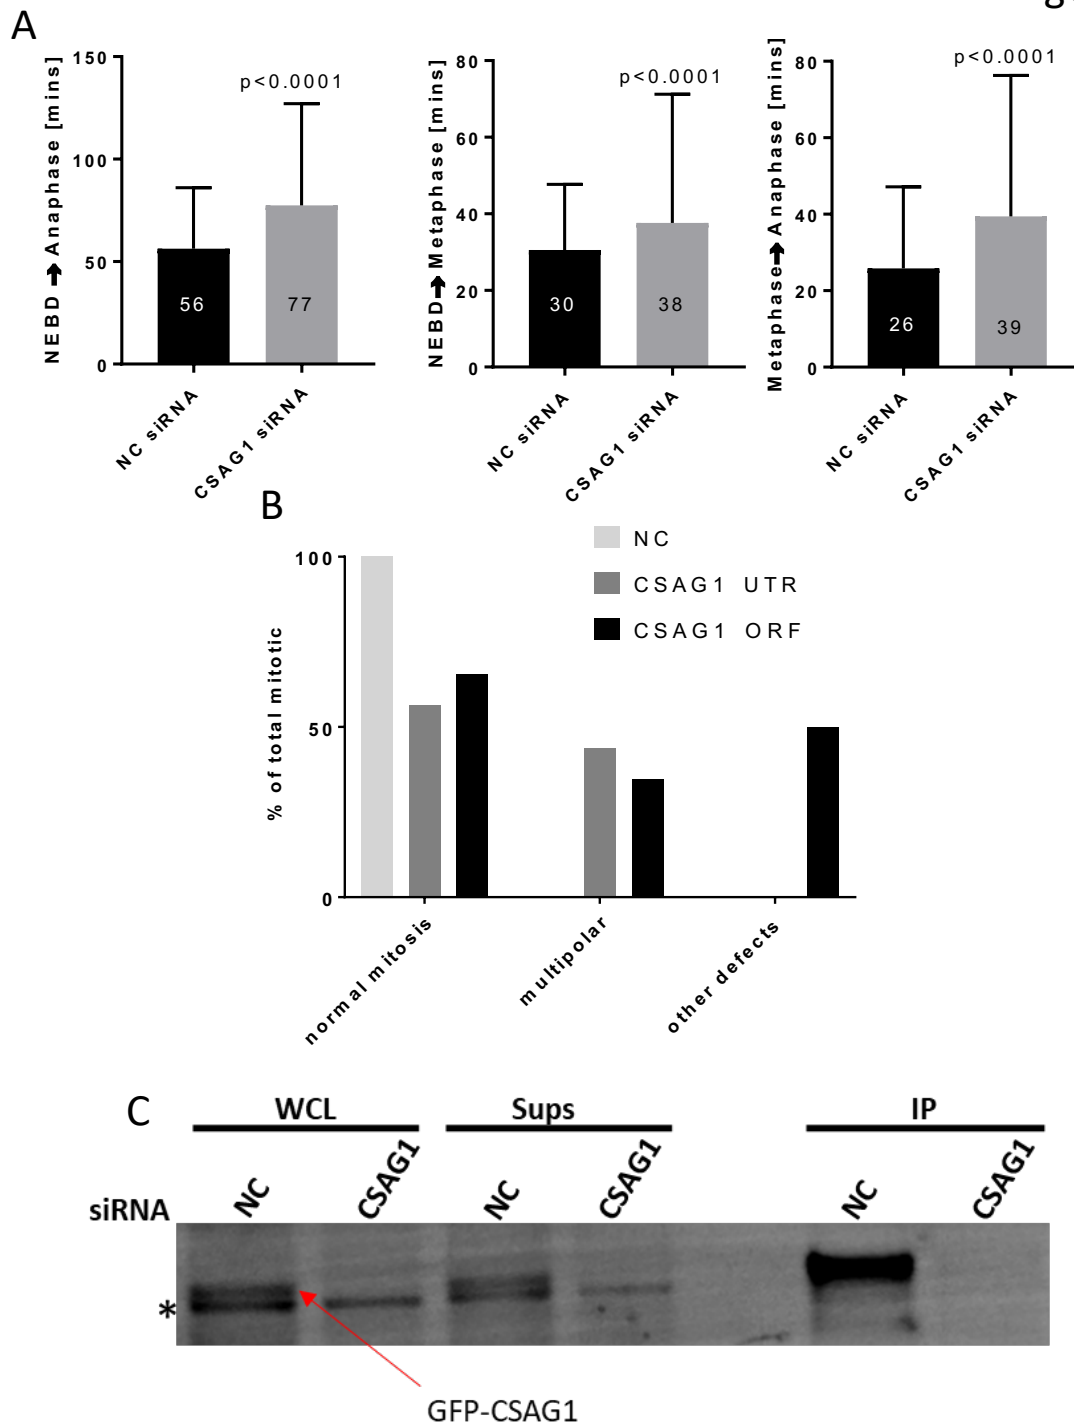 A
NEBD → Anaphase [mins]
150
100
50
0
p<0.0001
56
77
NC siRNA
CSAG1 siRNA
NEBD → Metaphase [mins]
80
60
40
20
0
p<0.0001
30
38
NC siRNA
CSAG1 siRNA
Metaphase → Anaphase [mins]
80
60
40
20
0
p<0.0001
26
39
NC siRNA
CSAG1 siRNA
B
% of total mitotic
100
50
0
NC
CSAG1 UTR
CSAG1 ORF
normal mitosis
multipolar
other defects
C
WCL
Sups
IP
siRNA
NC
CSAG1
NC
CSAG1
NC
CSAG1
*
GFP-CSAG1